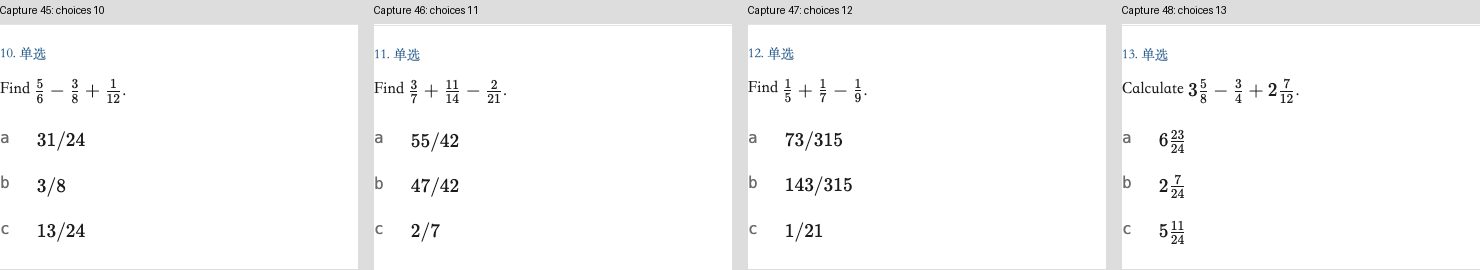 Capture 45: choices 10
10. 单选
Find 5/6 − 3/8 + 1/12.
a 31/24
b 3/8
c 13/24
Capture 46: choices 11
11. 单选
Find 3/7 + 11/14 − 2/21.
a 55/42
b 47/42
c 2/7
Capture 47: choices 12
12. 单选
Find 1/5 + 1/7 − 1/9.
a 73/315
b 143/315
c 1/21
Capture 48: choices 13
13. 单选
Calculate 3 5/8 − 3/4 + 2 7/12.
a 6 23/24
b 2 7/24
c 5 11/24